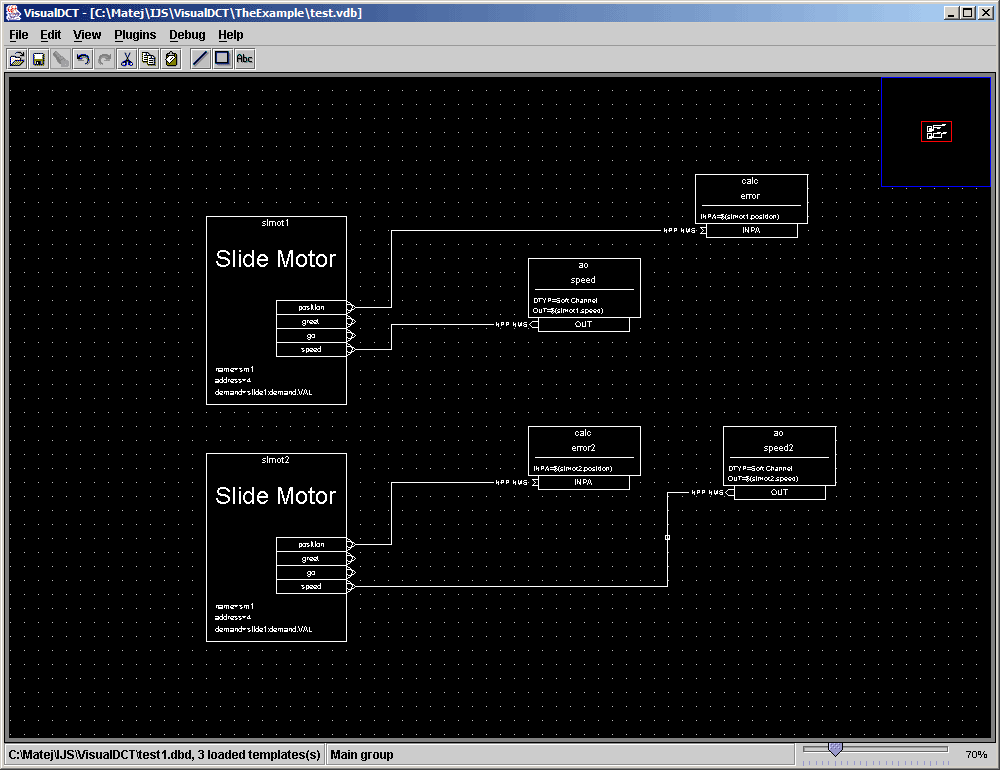 VisualDCT - [C:\Matej\IJS\VisualDCT\TheExample\test.vdb]
File Edit View Plugins Debug Help
Abc
calc
error
INPA=$(slmot1.position)
NPP NMS INPA
slmot1
Slide Motor
position
greet
go
speed
name=sm1
address=4
demand=slide1:demand.VAL
ao
speed
DTYP=Soft Channel
OUT=$(slmot1.speed)
NPP NMS OUT
calc
error2
INPA=$(slmot2.position)
NPP NMS INPA
ao
speed2
DTYP=Soft Channel
OUT=$(slmot2.speed)
NPP NMS OUT
slmot2
Slide Motor
position
greet
go
speed
name=sm1
address=4
demand=slide1:demand.VAL
C:\Matej\IJS\VisualDCT\test1.dbd, 3 loaded templates(s) Main group 70%